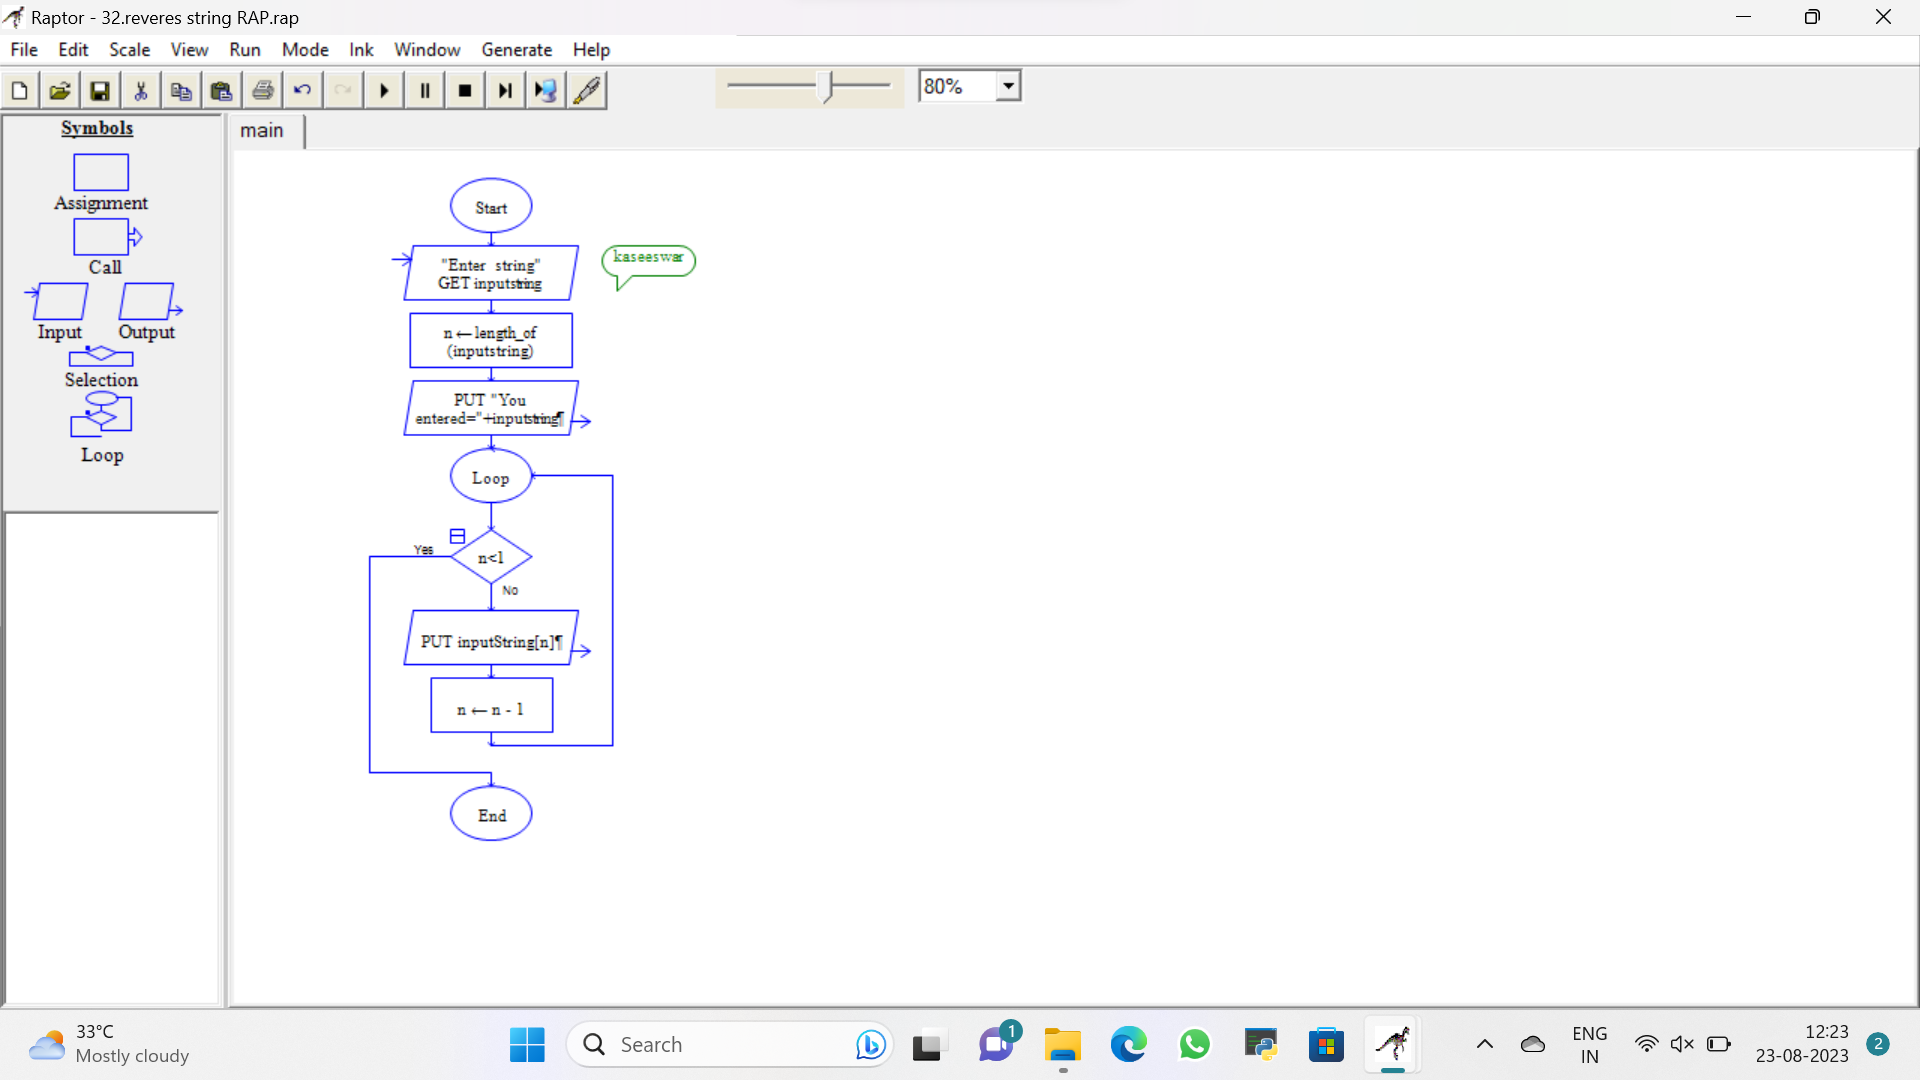 Raptor - 32.reveres string RAP.rap
File Edit Scale View Run Mode Ink Window Generate Help
80%
Symbols
Assignment
Call
Input Output
Selection
Loop
main
Start
"Enter string"
GET inputstring
kaseeswar
n ← length_of
(inputstring)
PUT "You
entered="+inputstring¶
Loop
Yes
n<1
No
PUT inputString[n]¶
n ← n - 1
End
33°C
Mostly cloudy
Search
1
ENG
IN
12:23
23-08-2023
2